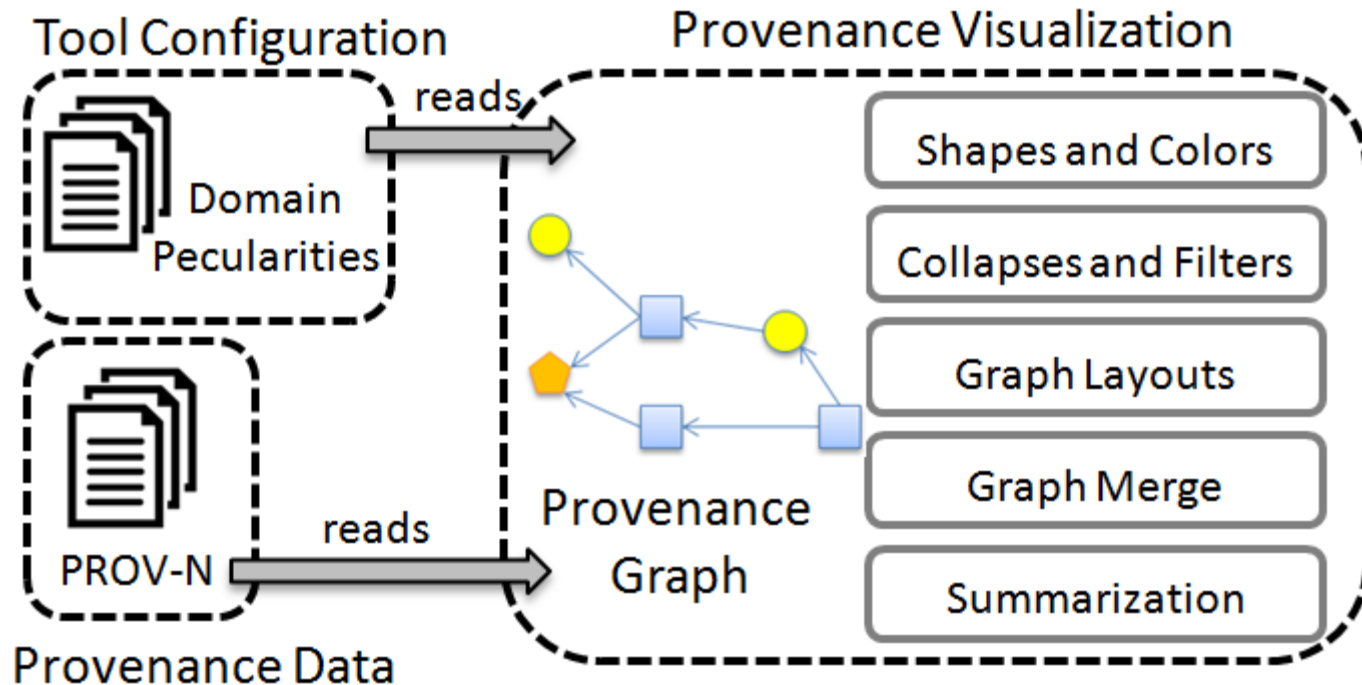 Tool Configuration
reads
Domain
Pecularities
PROV-N
reads
Provenance Data
Provenance Visualization
Provenance
Graph
Shapes and Colors
Collapses and Filters
Graph Layouts
Graph Merge
Summarization